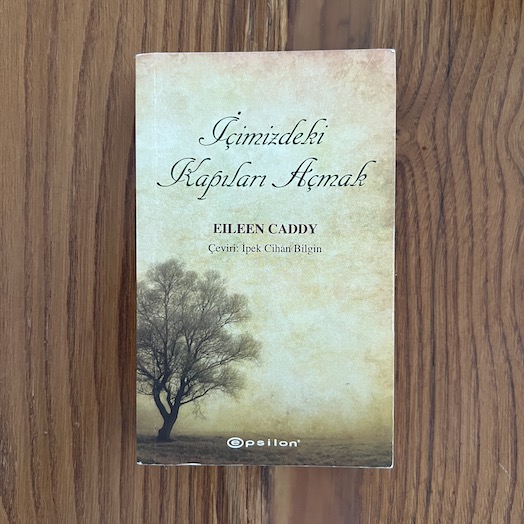 İçimizdeki
Kapıları Açmak
EILEEN CADDY
Çeviri: İpek Cihan Bilgin
epsilon®